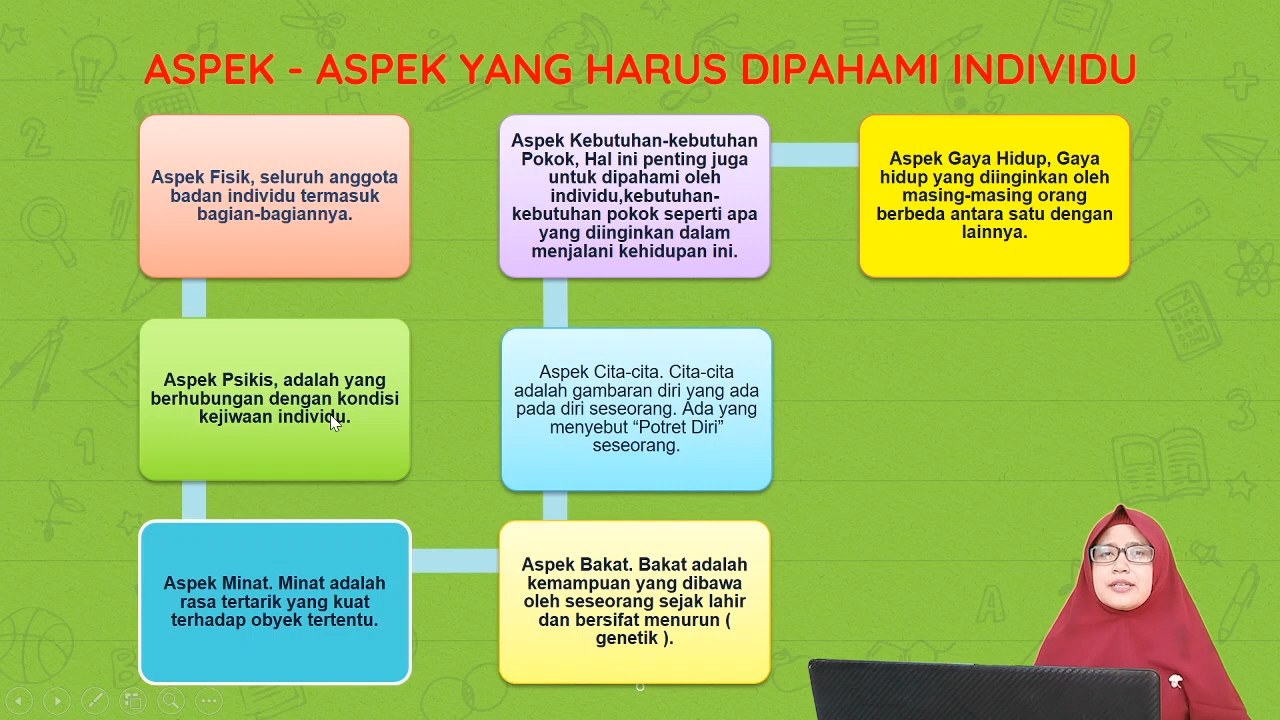 ASPEK - ASPEK YANG HARUS DIPAHAMI INDIVIDU
Aspek Fisik, seluruh anggota
badan individu termasuk
bagian-bagiannya.
Aspek Psikis, adalah yang
berhubungan dengan kondisi
kejiwaan individu.
Aspek Minat. Minat adalah
rasa tertarik yang kuat
terhadap obyek tertentu.
Aspek Bakat. Bakat adalah
kemampuan yang dibawa
oleh seseorang sejak lahir
dan bersifat menurun (
genetik ).
Aspek Cita-cita. Cita-cita
adalah gambaran diri yang ada
pada diri seseorang. Ada yang
menyebut “Potret Diri”
seseorang.
Aspek Kebutuhan-kebutuhan
Pokok, Hal ini penting juga
untuk dipahami oleh
individu,kebutuhan-
kebutuhan pokok seperti apa
yang diinginkan dalam
menjalani kehidupan ini.
Aspek Gaya Hidup, Gaya
hidup yang diinginkan oleh
masing-masing orang
berbeda antara satu dengan
lainnya.